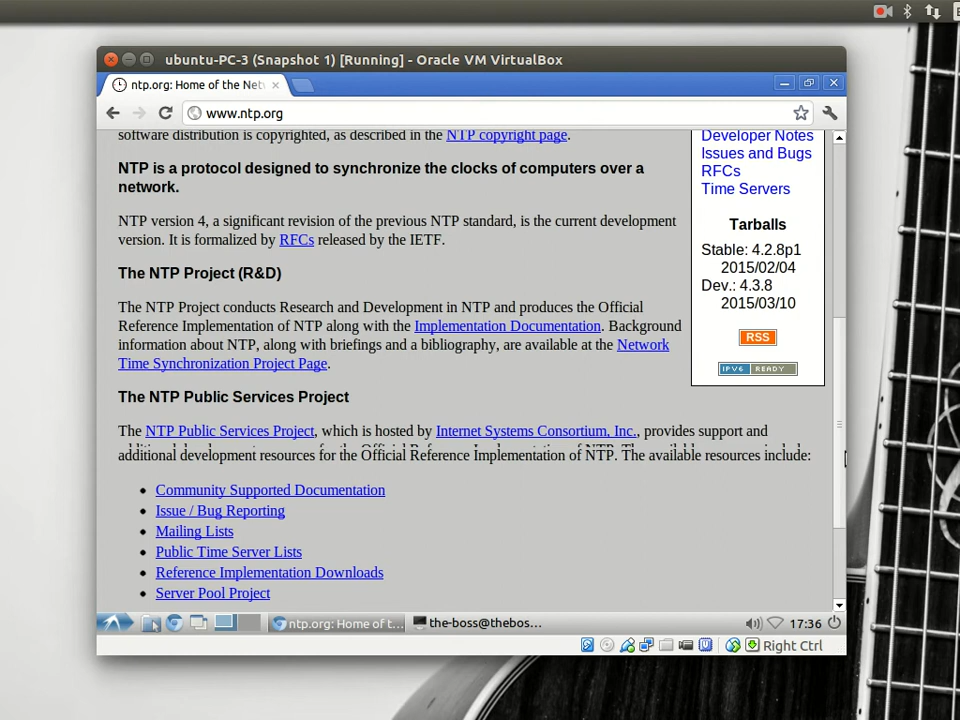 ubuntu-PC-3 (Snapshot 1) [Running] - Oracle VM VirtualBox
ntp.org: Home of the Net
www.ntp.org
software distribution is copyrighted, as described in the NTP copyright page.
NTP is a protocol designed to synchronize the clocks of computers over a
network.
NTP version 4, a significant revision of the previous NTP standard, is the current development
version. It is formalized by RFCs released by the IETF.
The NTP Project (R&D)
The NTP Project conducts Research and Development in NTP and produces the Official
Reference Implementation of NTP along with the Implementation Documentation. Background
information about NTP, along with briefings and a bibliography, are available at the Network
Time Synchronization Project Page.
The NTP Public Services Project
The NTP Public Services Project, which is hosted by Internet Systems Consortium, Inc., provides support and
additional development resources for the Official Reference Implementation of NTP. The available resources include:
Community Supported Documentation
Issue / Bug Reporting
Mailing Lists
Public Time Server Lists
Reference Implementation Downloads
Server Pool Project
Developer Notes
Issues and Bugs
RFCs
Time Servers
Tarballs
Stable: 4.2.8p1
2015/02/04
Dev.: 4.3.8
2015/03/10
RSS
IPV6 READY
ntp.org: Home of t...
the-boss@thebos...
17:36
Right Ctrl